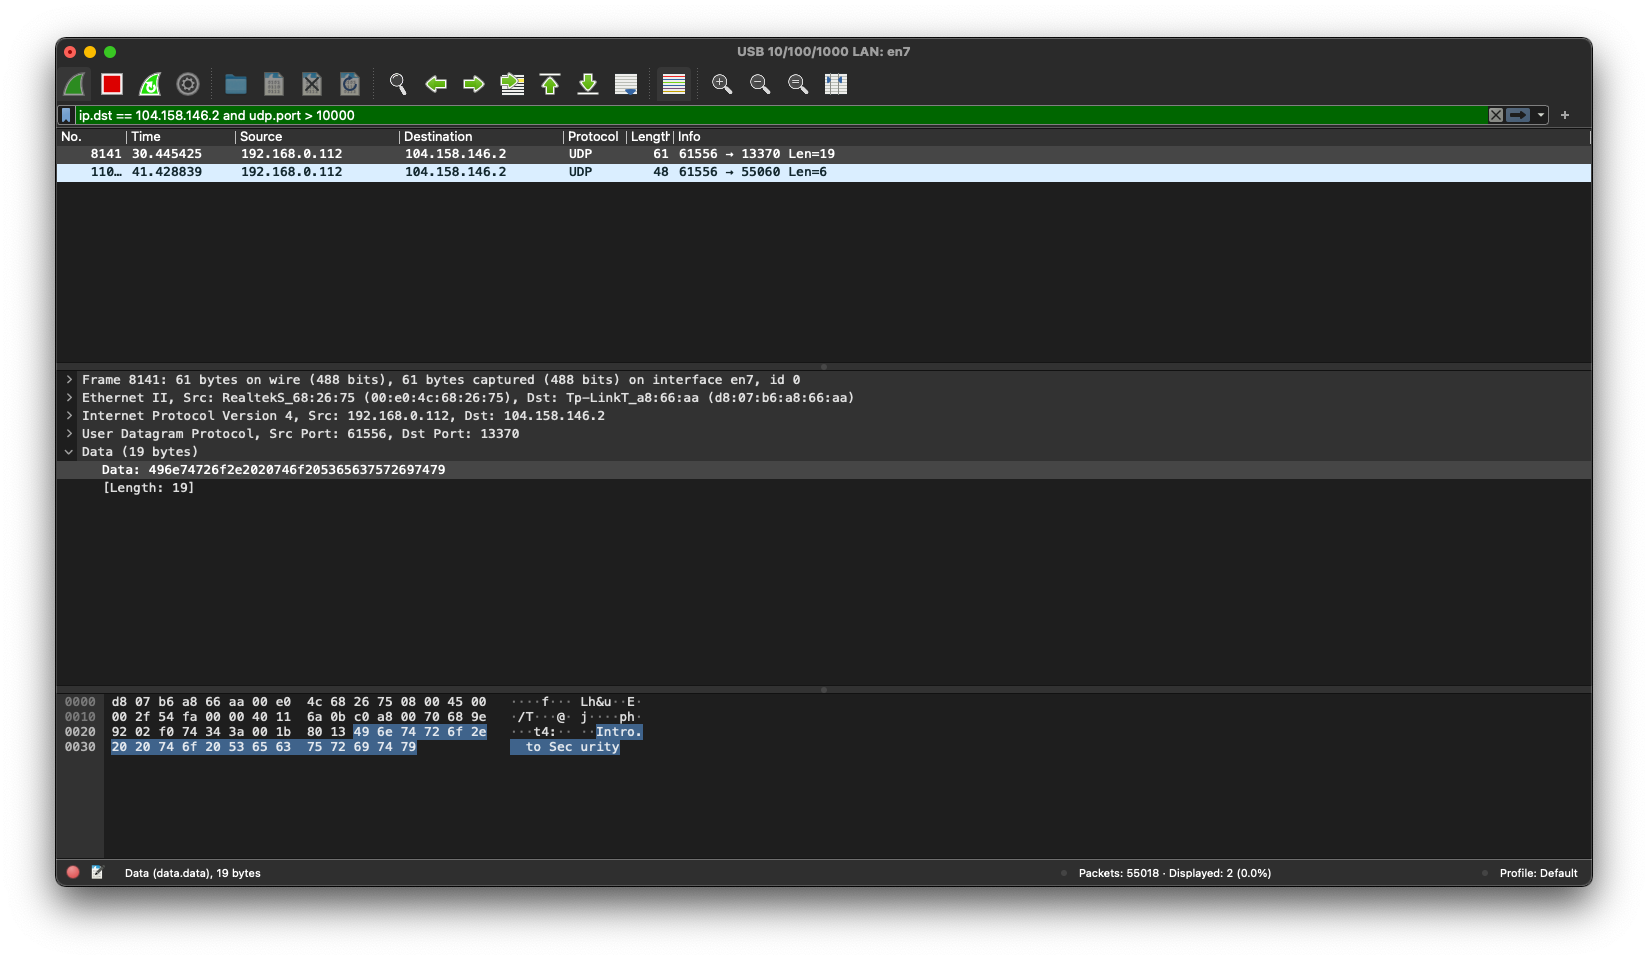 USB 10/100/1000 LAN: en7
ip.dst == 104.158.146.2 and udp.port > 10000
No. Time Source Destination Protocol Length Info
8141 30.445425 192.168.0.112 104.158.146.2 UDP 61 61556 → 13370 Len=19
110… 41.428839 192.168.0.112 104.158.146.2 UDP 48 61556 → 55060 Len=6
Frame 8141: 61 bytes on wire (488 bits), 61 bytes captured (488 bits) on interface en7, id 0
Ethernet II, Src: RealtekS_68:26:75 (00:e0:4c:68:26:75), Dst: Tp-LinkT_a8:66:aa (d8:07:b6:a8:66:aa)
Internet Protocol Version 4, Src: 192.168.0.112, Dst: 104.158.146.2
User Datagram Protocol, Src Port: 61556, Dst Port: 13370
Data (19 bytes)
Data: 496e74726f2e2020746f205365637572697479
[Length: 19]
0000 d8 07 b6 a8 66 aa 00 e0 4c 68 26 75 08 00 45 00 ····f··· Lh&u··E·
0010 00 2f 54 fa 00 00 40 11 6a 0b c0 a8 00 70 68 9e ·/T···@· j····ph·
0020 92 02 f0 74 34 3a 00 1b 80 13 49 6e 74 72 6f 2e ···t4:·· ··Intro.
0030 20 20 74 6f 20 53 65 63 75 72 69 74 79 to Sec urity
Data (data.data), 19 bytes
Packets: 55018 · Displayed: 2 (0.0%)
Profile: Default